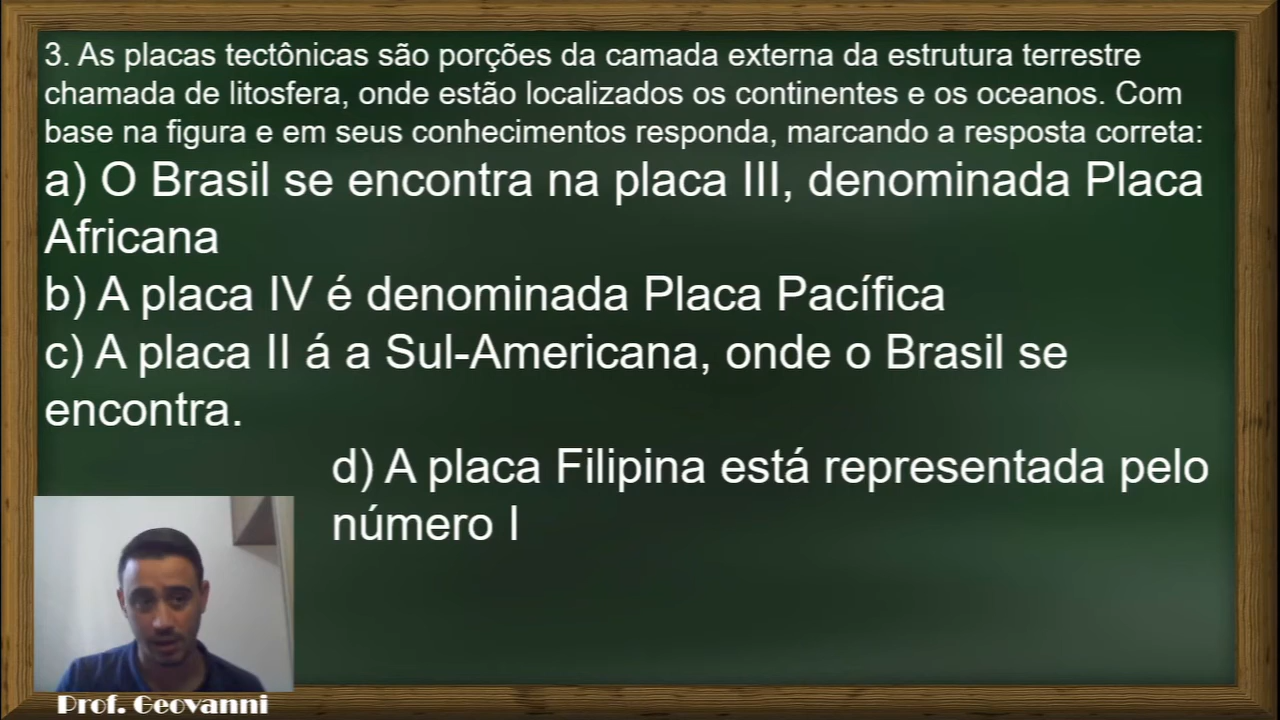 3. As placas tectônicas são porções da camada externa da estrutura terrestre
chamada de litosfera, onde estão localizados os continentes e os oceanos. Com
base na figura e em seus conhecimentos responda, marcando a resposta correta:
a) O Brasil se encontra na placa III, denominada Placa
Africana
b) A placa IV é denominada Placa Pacífica
c) A placa II á a Sul-Americana, onde o Brasil se
encontra.
d) A placa Filipina está representada pelo
número I
Prof. Geovanni